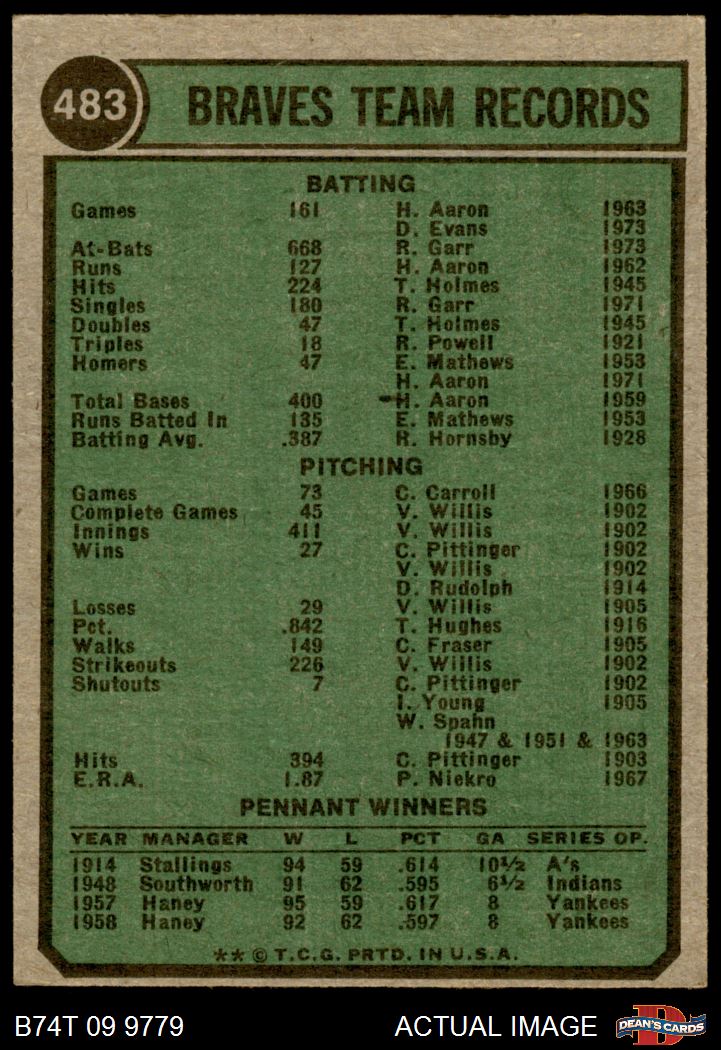 483 BRAVES TEAM RECORDS
BATTING
Games 161 H. Aaron 1963
D. Evans 1973
At-Bats 668 R. Garr 1973
Runs 127 H. Aaron 1962
Hits 224 T. Holmes 1945
Singles 180 R. Garr 1971
Doubles 47 T. Holmes 1945
Triples 18 R. Powell 1921
Homers 47 E. Mathews 1953
H. Aaron 1971
Total Bases 400 H. Aaron 1959
Runs Batted In 135 E. Mathews 1953
Batting Avg. .387 R. Hornsby 1928
PITCHING
Games 73 C. Carroll 1966
Complete Games 45 V. Willis 1902
Innings 411 V. Willis 1902
Wins 27 C. Pittinger 1902
V. Willis 1902
D. Rudolph 1914
Losses 29 V. Willis 1905
Pct. .842 T. Hughes 1916
Walks 149 C. Fraser 1905
Strikeouts 226 V. Willis 1902
Shutouts 7 C. Pittinger 1902
I. Young 1905
W. Spahn
1947 & 1951 & 1963
Hits 394 C. Pittinger 1903
E.R.A. 1.87 P. Niekro 1967
PENNANT WINNERS
YEAR MANAGER W L PCT GA SERIES OP.
1914 Stallings 94 59 .614 10½ A's
1948 Southworth 91 62 .595 6½ Indians
1957 Haney 95 59 .617 8 Yankees
1958 Haney 92 62 .597 8 Yankees
** © T.C.G. PRTD. IN U.S.A.
B74T 09 9779 ACTUAL IMAGE D DEAN'S CARDS